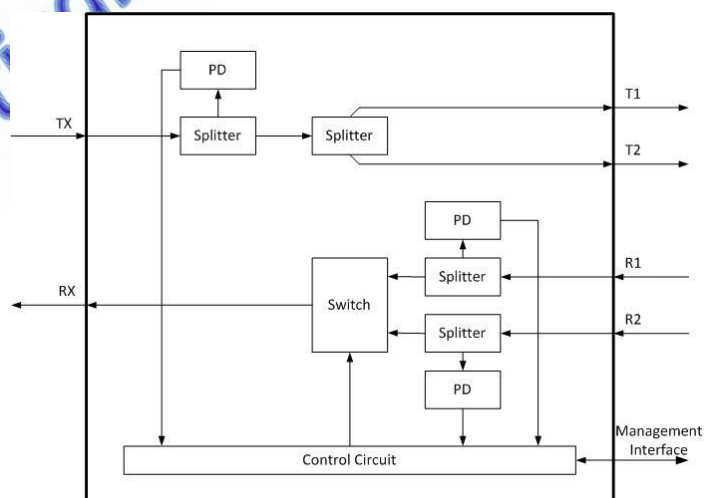 PD
T1
TX
Splitter
Splitter
T2
PD
R1
Splitter
RX
Switch
R2
Splitter
PD
Management
Interface
Control Circuit